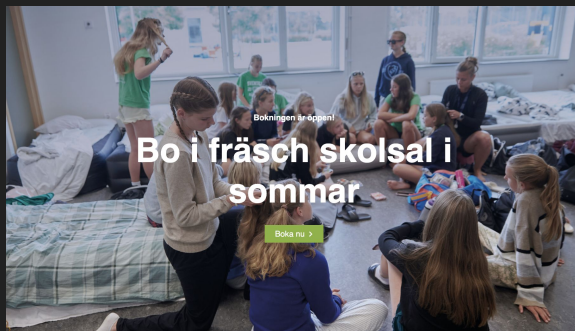 Bokningen är öppen!
Bo i fräsch skolsal i
sommar
Boka nu